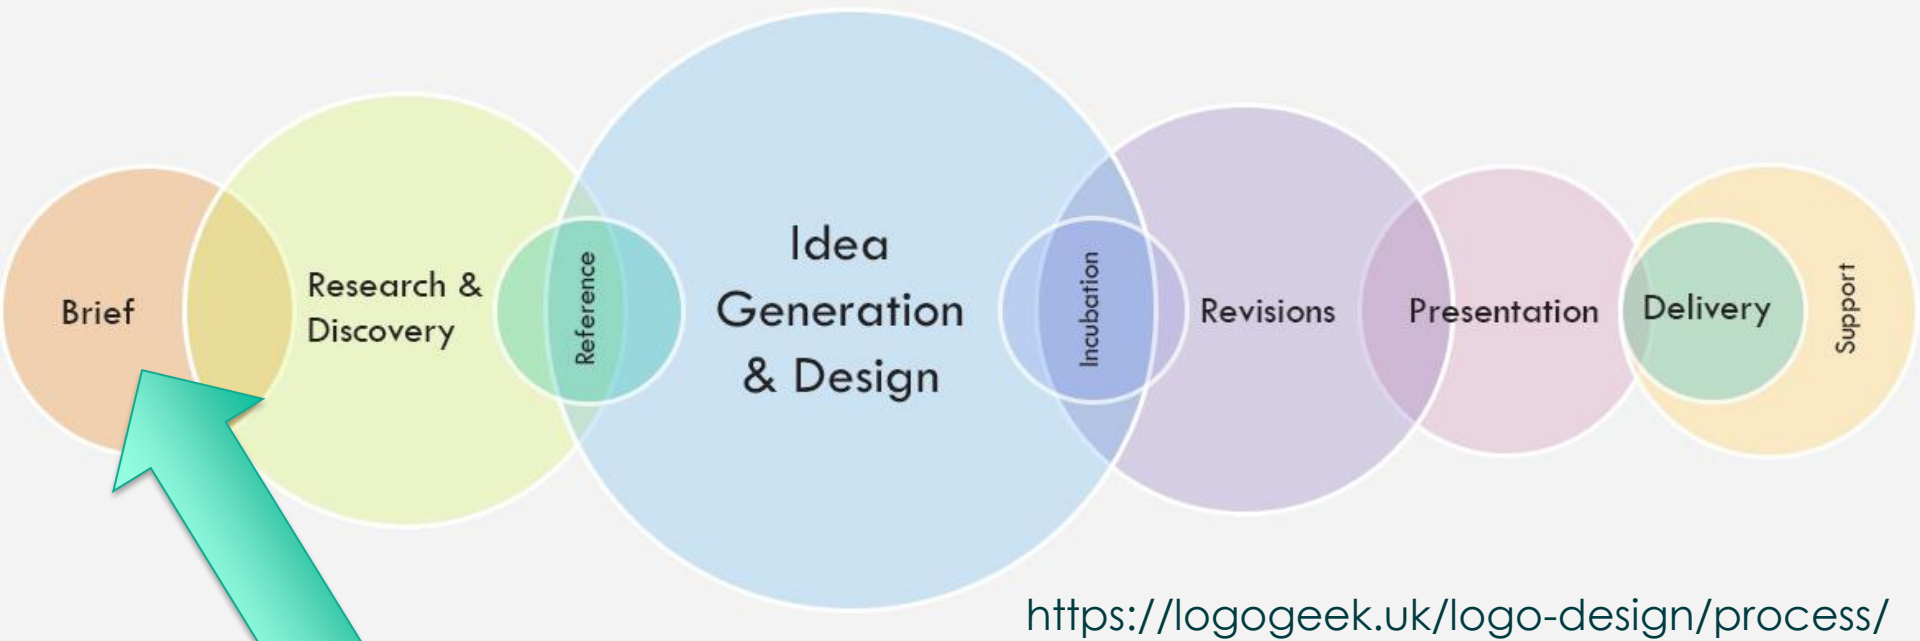 Brief
Research &
Discovery
Reference
Idea
Generation
& Design
Incubation
Revisions
Presentation
Delivery
Support
https://logogeek.uk/logo-design/process/